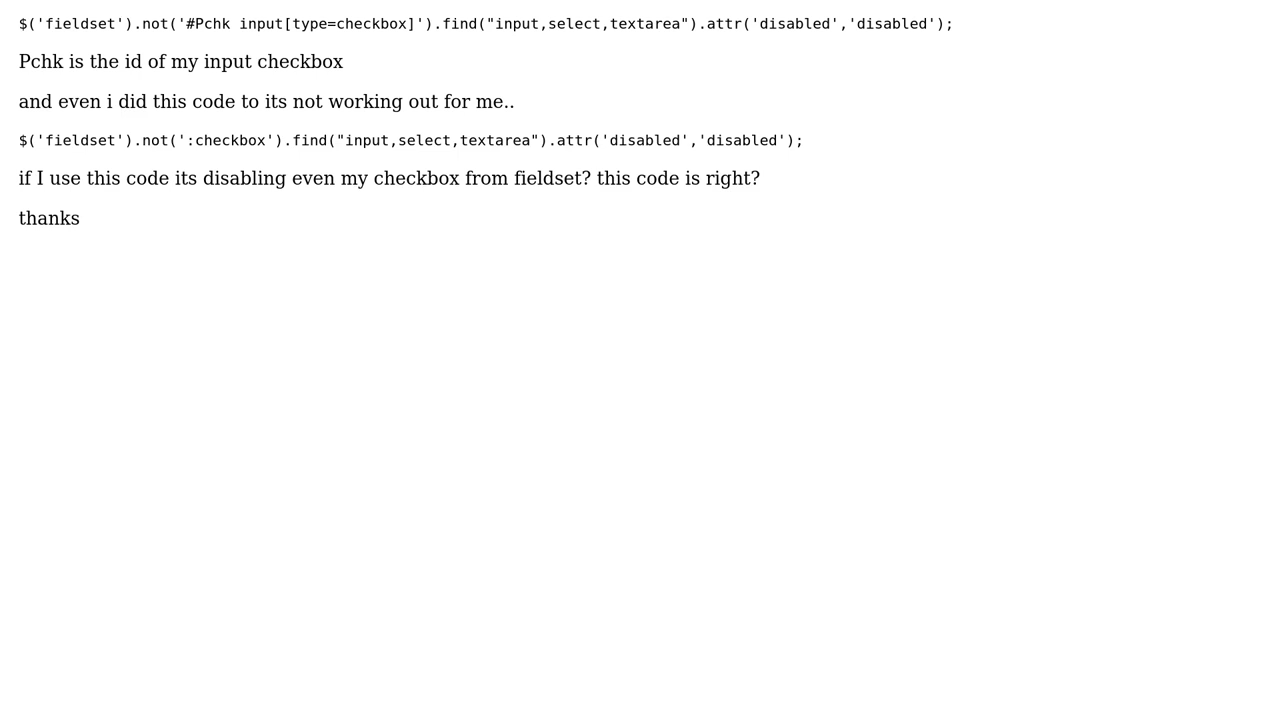 $('fieldset').not('#Pchk input[type=checkbox]').find("input,select,textarea").attr('disabled','disabled');
Pchk is the id of my input checkbox
and even i did this code to its not working out for me..
$('fieldset').not(':checkbox').find("input,select,textarea").attr('disabled','disabled');
if I use this code its disabling even my checkbox from fieldset? this code is right?
thanks